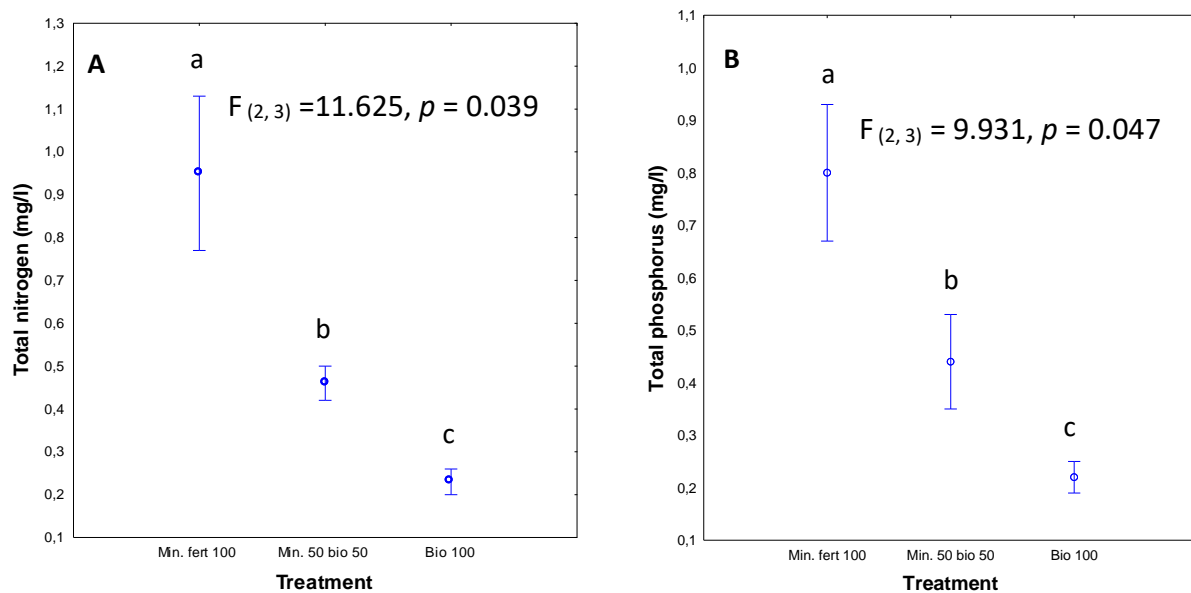 A
a
F (2, 3) =11.625, p = 0.039
b
c
Total nitrogen (mg/l)
1,3
1,2
1,1
1,0
0,9
0,8
0,7
0,6
0,5
0,4
0,3
0,2
0,1
Min. fert 100 Min. 50 bio 50 Bio 100
Treatment
B
a
F (2, 3) = 9.931, p = 0.047
b
c
Total phosphorus (mg/l)
1,1
1,0
0,9
0,8
0,7
0,6
0,5
0,4
0,3
0,2
0,1
Min. fert 100 Min. 50 bio 50 Bio 100
Treatment